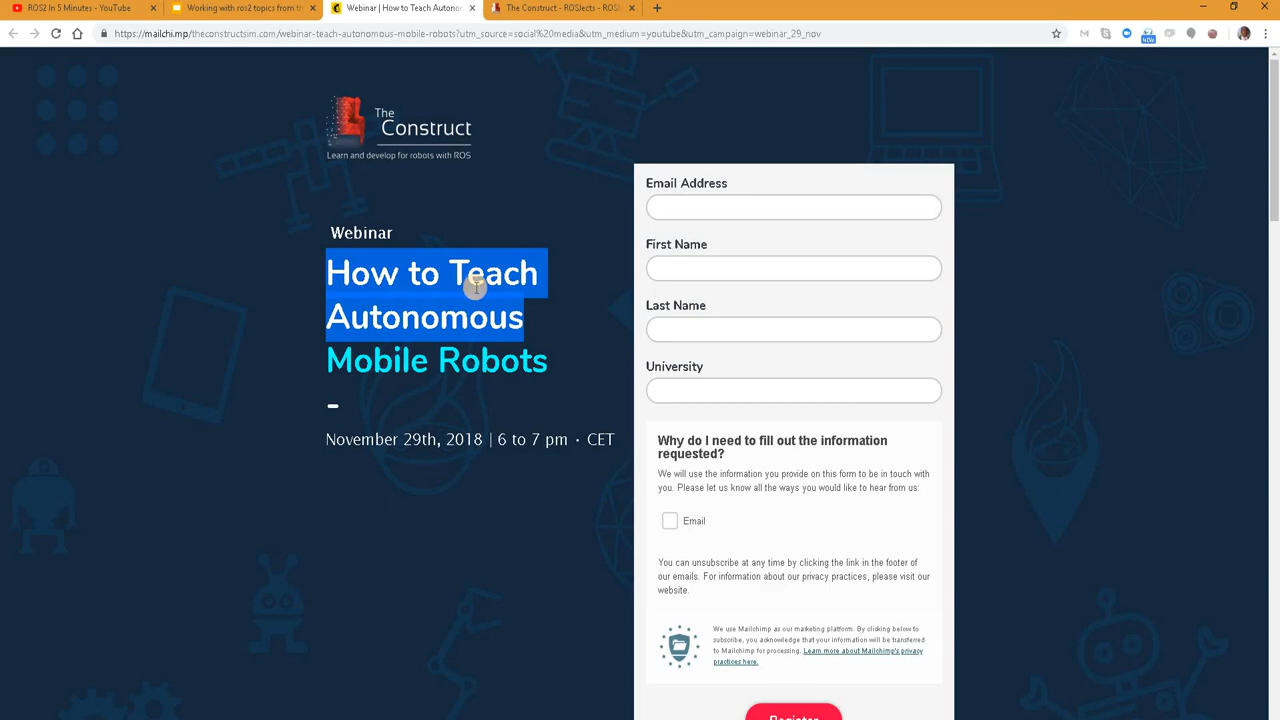 ROS2 In 5 Minutes - YouTube
Working with ros2 topics from th
Webinar | How to Teach Autono
The Construct - ROSJects - ROS
https://mailchi.mp/theconstructsim.com/webinar-teach-autonomous-mobile-robots?utm_source=social%20media&utm_medium=youtube&utm_campaign=webinar_29_nov
The
Construct
Learn and develop for robots with ROS
Webinar
How to Teach
Autonomous
Mobile Robots
November 29th, 2018 | 6 to 7 pm · CET
Email Address
First Name
Last Name
University
Why do I need to fill out the information
requested?
We will use the information you provide on this form to be in touch with
you. Please let us know all the ways you would like to hear from us:
Email
You can unsubscribe at any time by clicking the link in the footer of
our emails. For information about our privacy practices, please visit our
website.
We use Mailchimp as our marketing platform. By clicking below to
subscribe, you acknowledge that your information will be transferred
to Mailchimp for processing. Learn more about Mailchimp's privacy
practices here.
Register